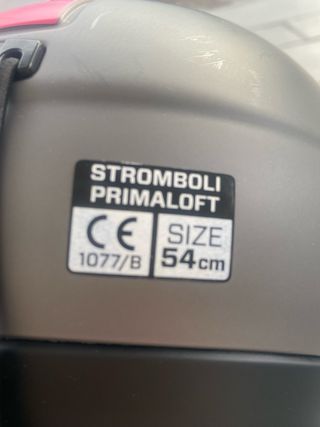 STROMBOLI
PRIMALOFT
CE
1077/B
SIZE
54cm